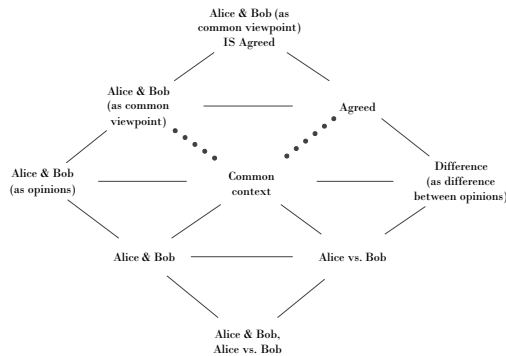 Alice & Bob (as
common viewpoint)
IS Agreed
Alice & Bob
(as common
viewpoint)
Agreed
Alice & Bob
(as opinions)
Common
context
Difference
(as difference
between opinions)
Alice & Bob
Alice vs. Bob
Alice & Bob,
Alice vs. Bob